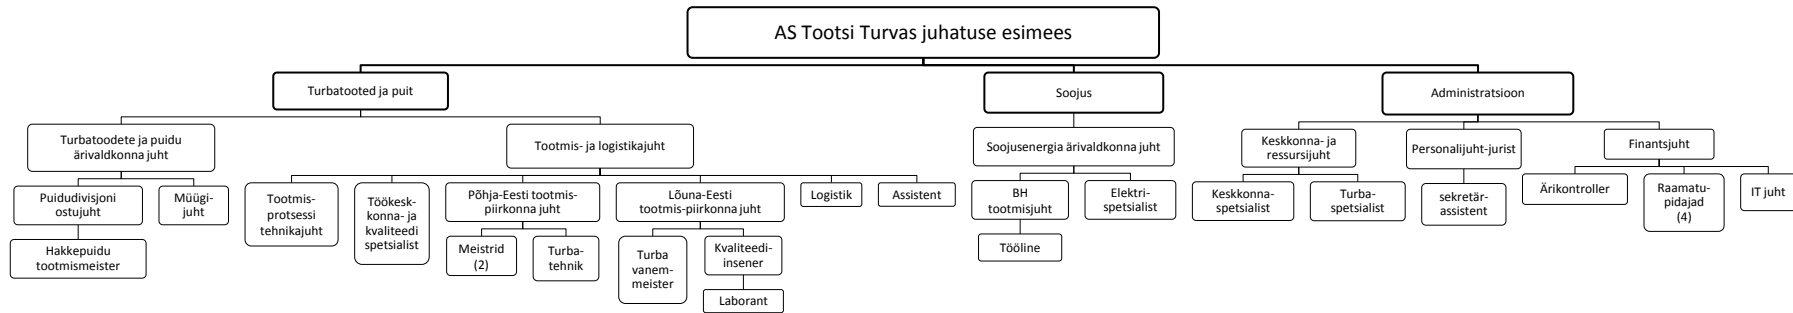 AS Tootsi Turvas juhatuse esimees
Turbatooted ja puit
Soojus
Administratsioon
Turbatoodete ja puidu
ärivaldkonna juht
Tootmis- ja logistikajuht
Soojusenergia ärivaldkonna juht
Keskkonna- ja
ressursijuht
Personalijuht-jurist
Finantsjuht
Puidudivisjoni
ostujuht
Müügi-
juht
Tootmis-
protsessi
tehnikajuht
Töökesk-
konna- ja
kvaliteedi
spetsialist
Põhja-Eesti tootmis-
piirkonna juht
Lõuna-Eesti
tootmis-piirkonna juht
Logistik
Assistent
BH
tootmisjuht
Elektri-
spetsialist
Keskkonna-
spetsialist
Turba-
spetsialist
sekretär-
assistent
Ärikontroller
Raamatu-
pidajad
(4)
IT juht
Hakkepuidu
tootmismeister
Meistrid
(2)
Turba-
tehnik
Turba
vanem-
meister
Kvaliteedi-
insener
Tööline
Laborant